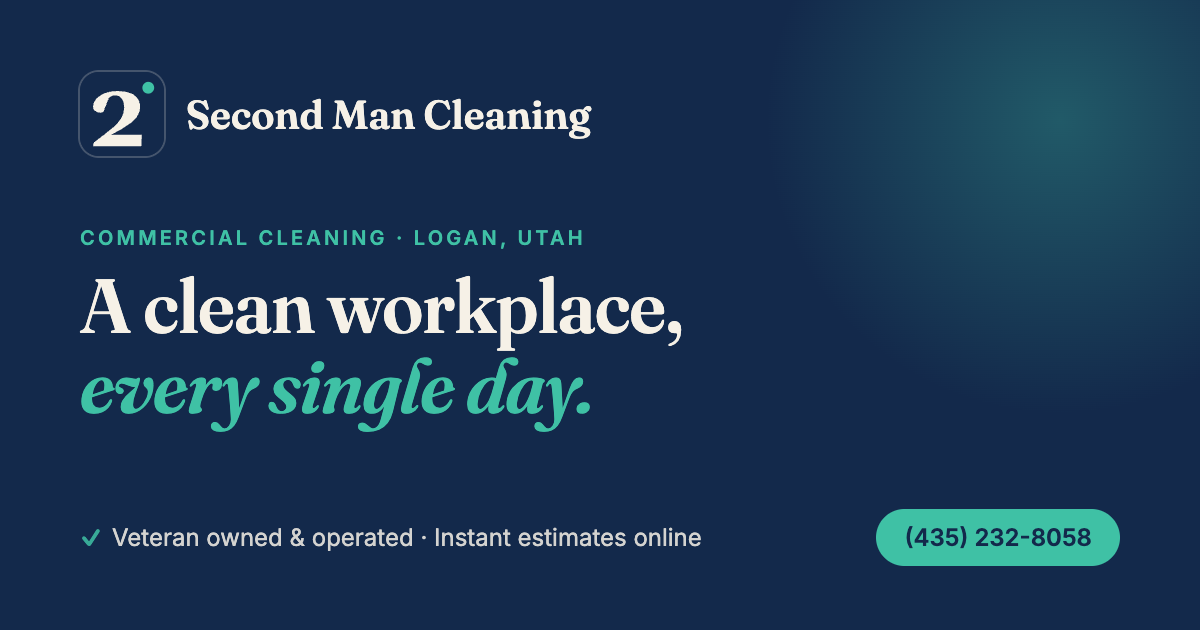 2
Second Man Cleaning
COMMERCIAL CLEANING · LOGAN, UTAH
A clean workplace,
every single day.
✓ Veteran owned & operated · Instant estimates online
(435) 232-8058